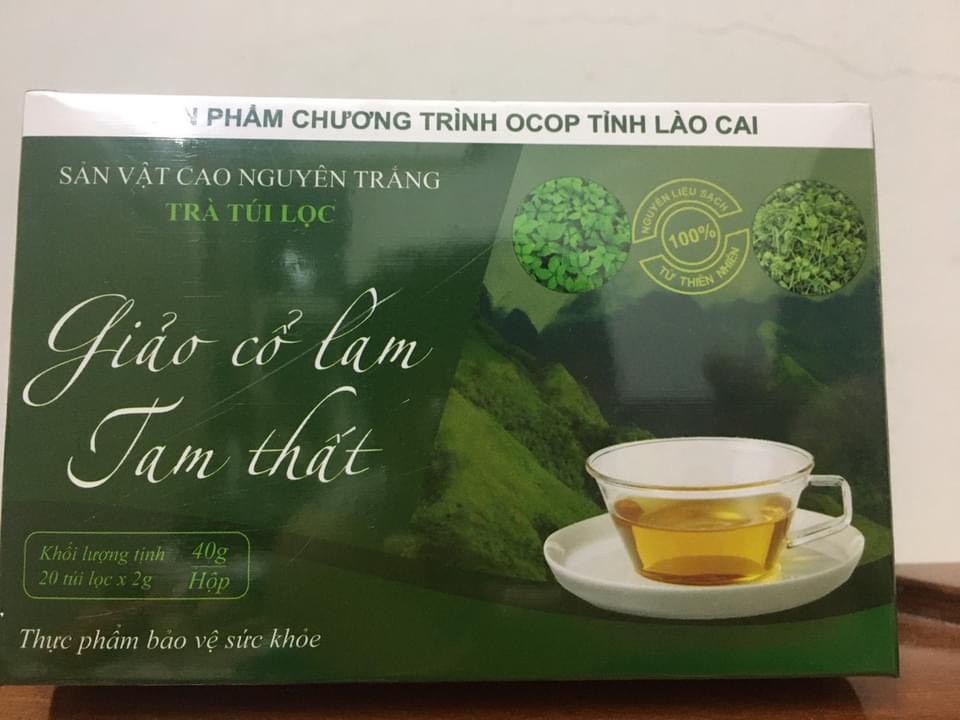 PHẨM CHƯƠNG TRÌNH OCOP TỈNH LÀO CAI
SẢN VẬT CAO NGUYÊN TRẮNG
TRÀ TÚI LỌC
NGUYÊN LIỆU SẠCH
100%
TỪ THIÊN NHIÊN
Giảo cổ lam
Tam thất
Khối lượng tịnh
20 túi lọc x 2g
40g
Hộp
Thực phẩm bảo vệ sức khỏe